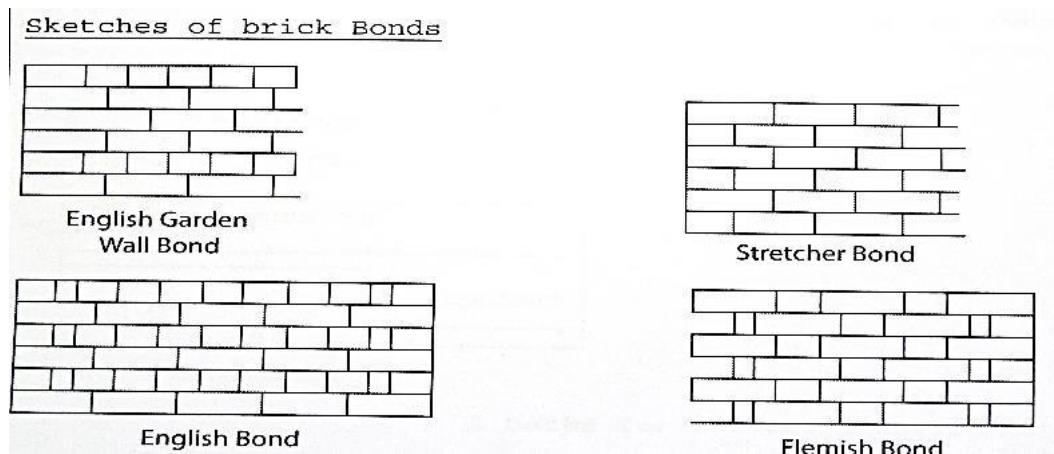 Sketches of brick Bonds
English Garden
Wall Bond
Stretcher Bond
English Bond
Flemish Bond